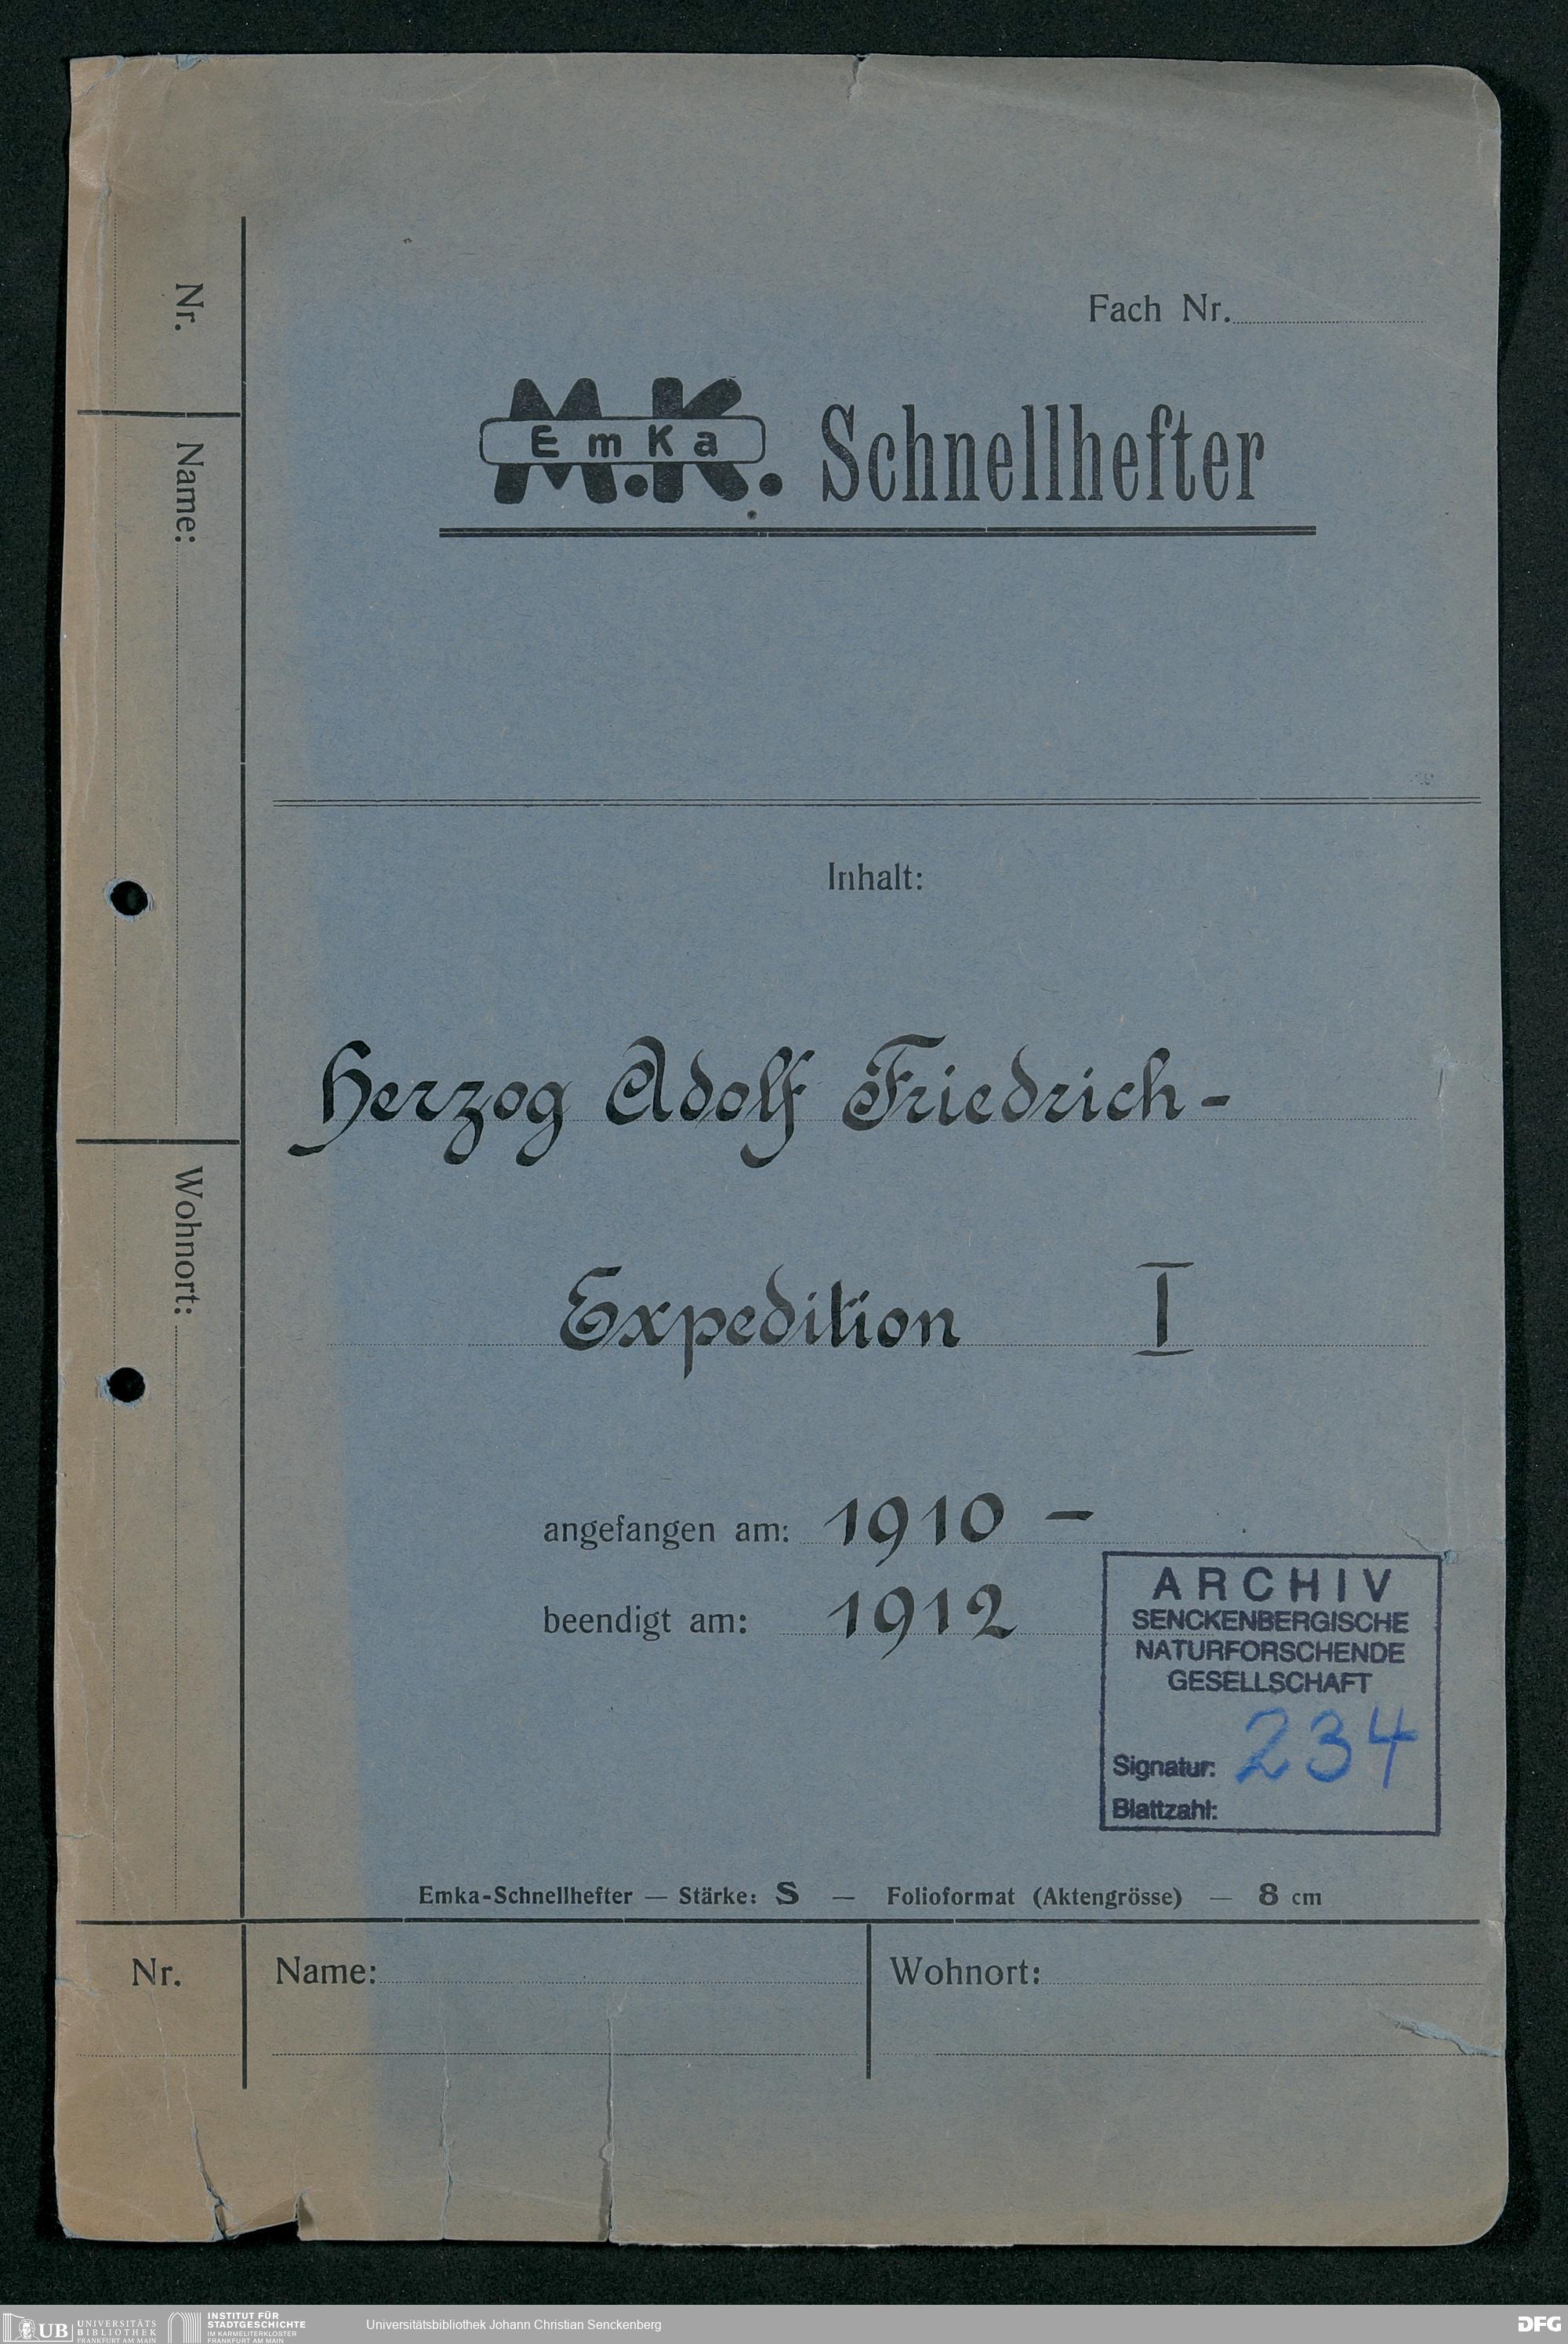 Fach Nr.
M.K. EmKa Schnellhefter
Inhalt:
Herzog Adolf Friedrich-
Expedition I
angefangen am: 1910 –
beendigt am: 1912
ARCHIV
SENCKENBERGISCHE
NATURFORSCHENDE
GESELLSCHAFT
Signatur: 234
Blattzahl:
Emka-Schnellhefter — Stärke: S — Folioformat (Aktengrösse) — 8 cm
Nr. Name: Wohnort:
Nr.
Name:
Wohnort:
UB UNIVERSITÄTS
BIBLIOTHEK
FRANKFURT AM MAIN
INSTITUT FÜR
STADTGESCHICHTE
IM KARMELITERKLOSTER
FRANKFURT AM MAIN
Universitätsbibliothek Johann Christian Senckenberg
DFG